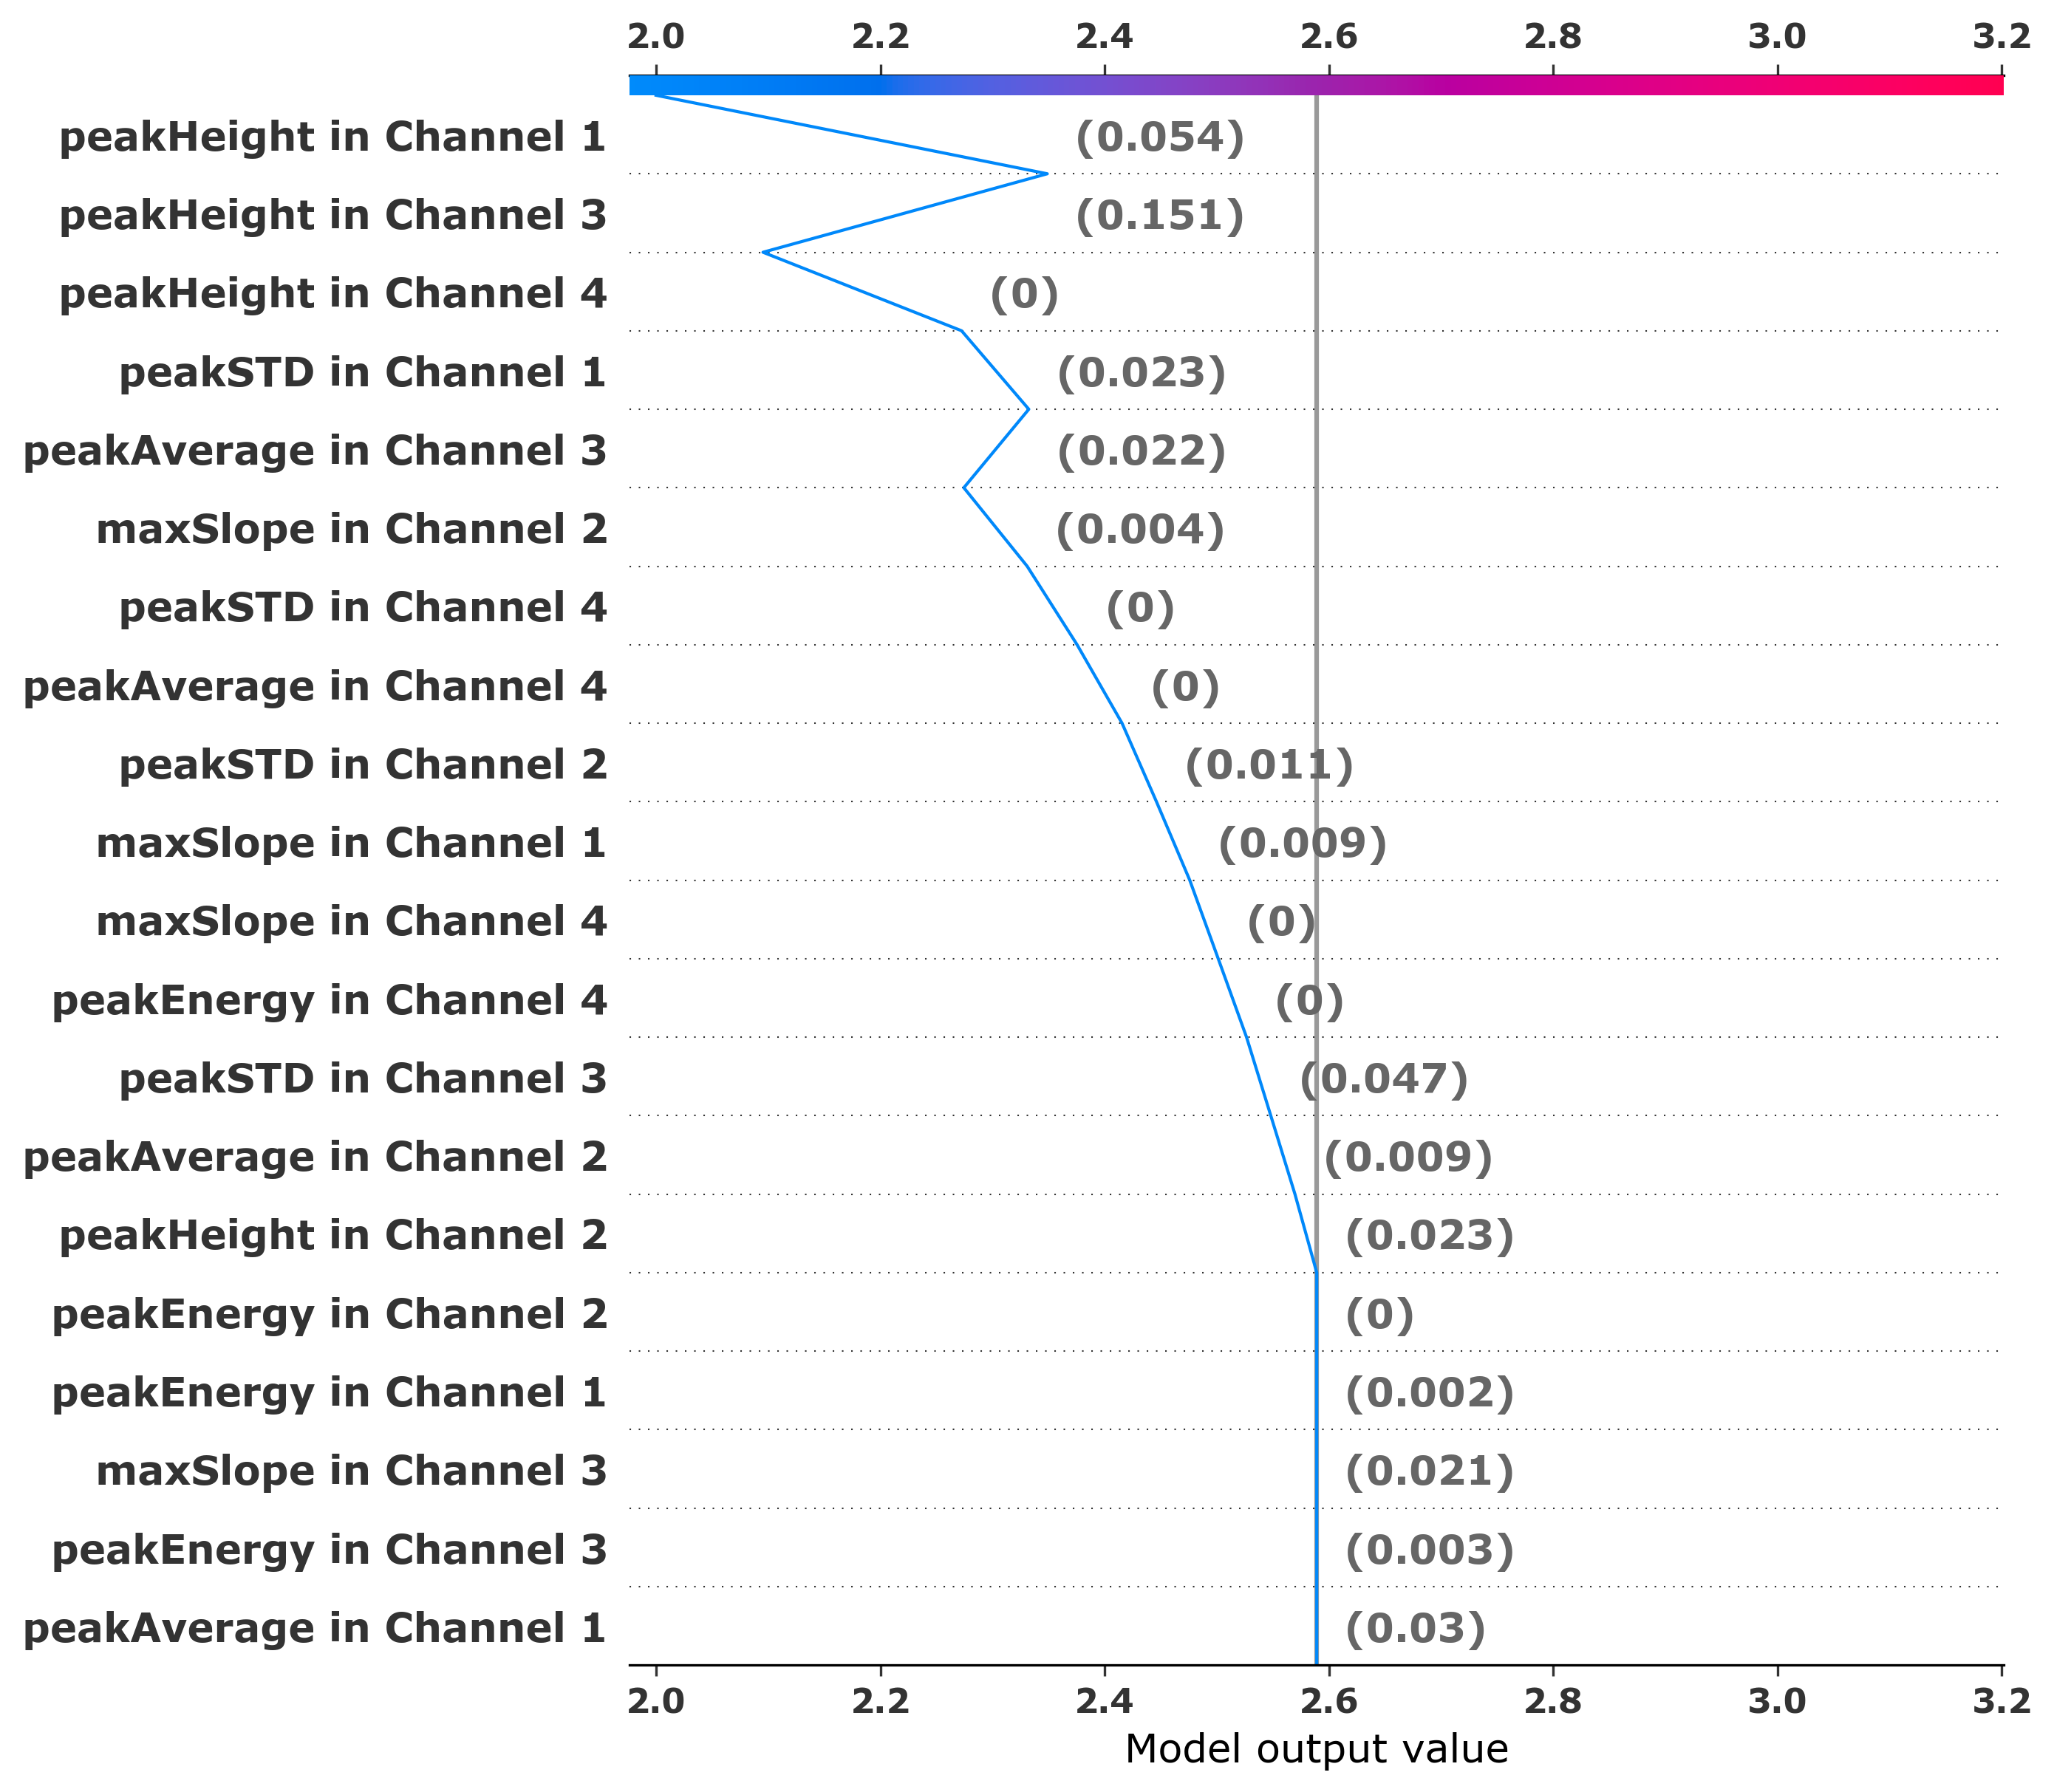 2.0 2.2 2.4 2.6 2.8 3.0 3.2
peakHeight in Channel 1 (0.054)
peakHeight in Channel 3 (0.151)
peakHeight in Channel 4 (0)
peakSTD in Channel 1 (0.023)
peakAverage in Channel 3 (0.022)
maxSlope in Channel 2 (0.004)
peakSTD in Channel 4 (0)
peakAverage in Channel 4 (0)
peakSTD in Channel 2 (0.011)
maxSlope in Channel 1 (0.009)
maxSlope in Channel 4 (0)
peakEnergy in Channel 4 (0)
peakSTD in Channel 3 (0.047)
peakAverage in Channel 2 (0.009)
peakHeight in Channel 2 (0.023)
peakEnergy in Channel 2 (0)
peakEnergy in Channel 1 (0.002)
maxSlope in Channel 3 (0.021)
peakEnergy in Channel 3 (0.003)
peakAverage in Channel 1 (0.03)
2.0 2.2 2.4 2.6 2.8 3.0 3.2
Model output value